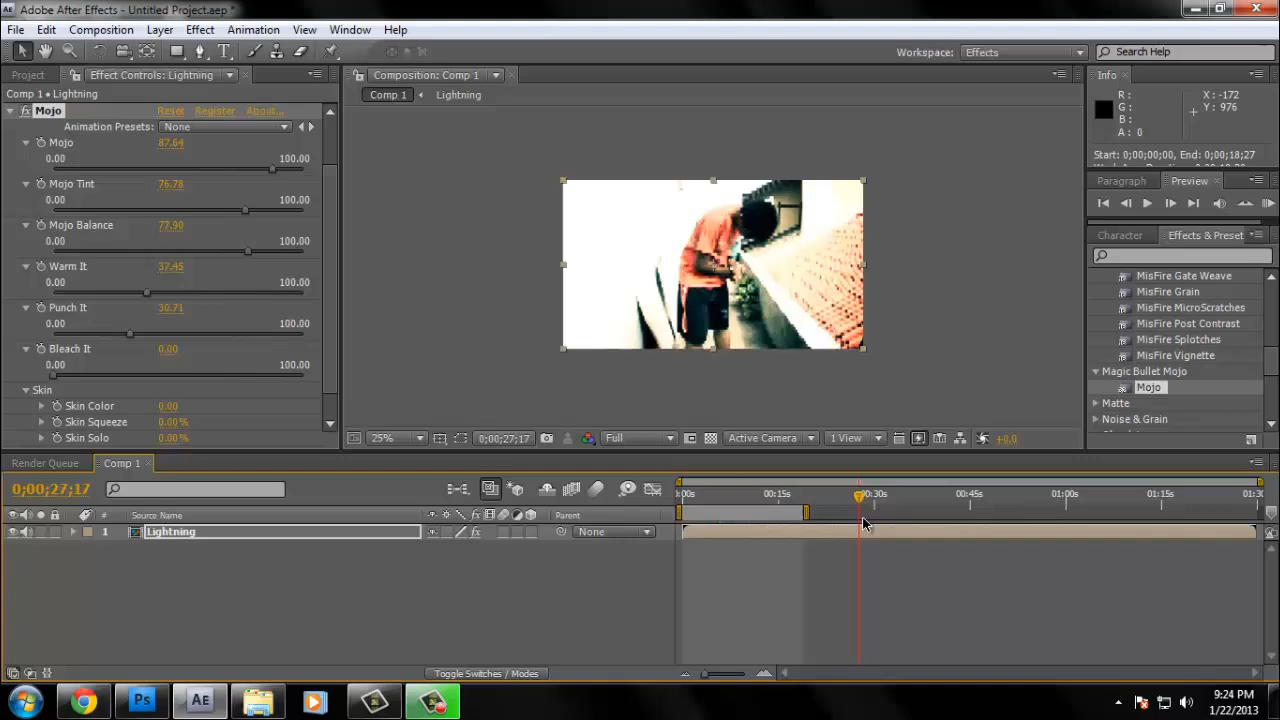 Adobe After Effects - Untitled Project.aep *
File Edit Composition Layer Effect Animation View Window Help
Workspace: Effects Search Help
Project Effect Controls: Lightning
Comp 1 • Lightning
fx Mojo Reset Register About...
Animation Presets: None
Mojo 87.64
0.00 100.00
Mojo Tint 76.78
0.00 100.00
Mojo Balance 77.90
0.00 100.00
Warm It 37.45
0.00 100.00
Punch It 30.71
0.00 100.00
Bleach It 0.00
0.00 100.00
Skin
Skin Color 0.00
Skin Squeeze 0.00%
Skin Solo 0.00%
Composition: Comp 1
Comp 1 Lightning
25% 0;00;27;17 Full Active Camera 1 View +0.0
Info
R : X : -172
G : Y : 976
B :
A : 0
Start: 0;00;00;00, End: 0;00;18;27
Paragraph Preview
Character Effects & Preset
MisFire Gate Weave
MisFire Grain
MisFire MicroScratches
MisFire Post Contrast
MisFire Splotches
MisFire Vignette
Magic Bullet Mojo
Mojo
Matte
Noise & Grain
Render Queue Comp 1
0;00;27;17
:00s 00:15s 00:30s 00:45s 01:00s 01:15s 01:30
# Source Name Parent
1 Lightning None
Toggle Switches / Modes
Ps AE
9:24 PM
1/22/2013